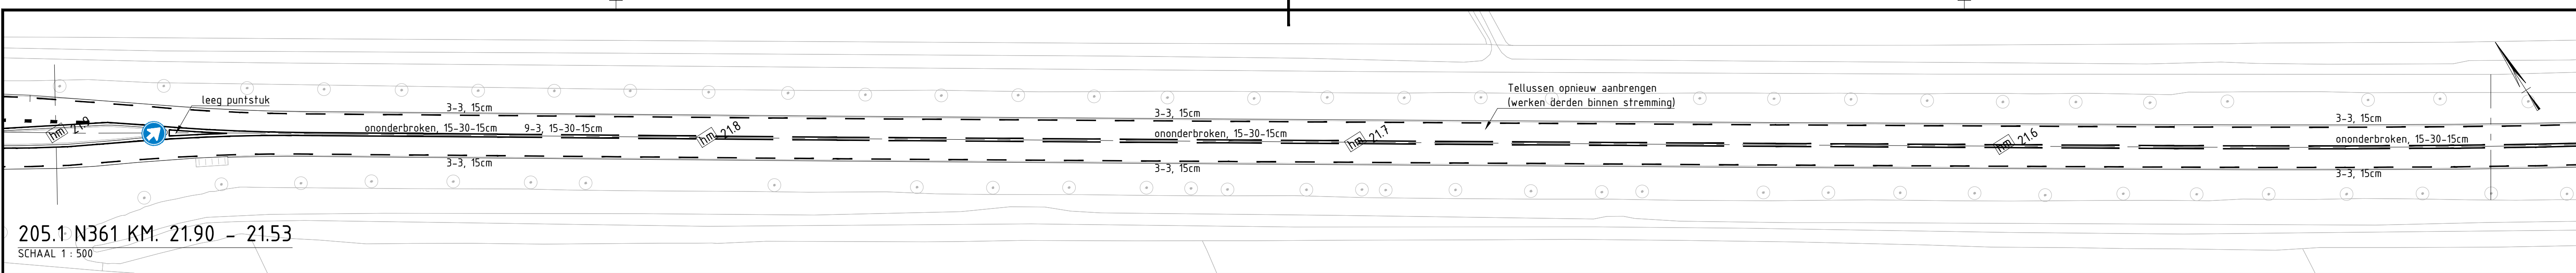 leeg puntstuk
3-3, 15cm
ononderbroken, 15-30-15cm
9-3, 15-30-15cm
3-3, 15cm
hm 21.9
hm 21.8
3-3, 15cm
ononderbroken, 15-30-15cm
3-3, 15cm
hm 21.7
Tellussen opnieuw aanbrengen
(werken derden binnen stremming)
hm 21.6
3-3, 15cm
ononderbroken, 15-30-15cm
3-3, 15cm
205.1 N361 KM. 21.90 - 21.53
SCHAAL 1 : 500